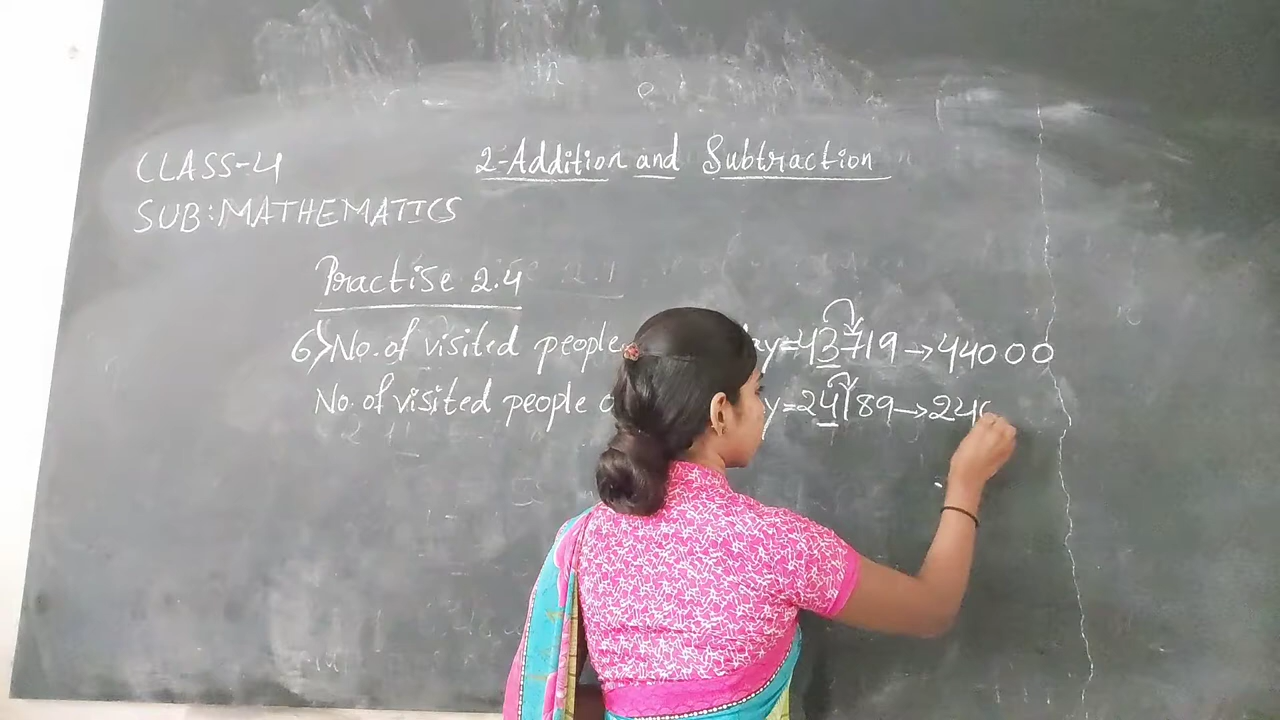 CLASS-4
2-Addition and Subtraction
SUB:MATHEMATICS
Practise 2.4
6) No. of visited people =43719→44000
No. of visited people =24189→240